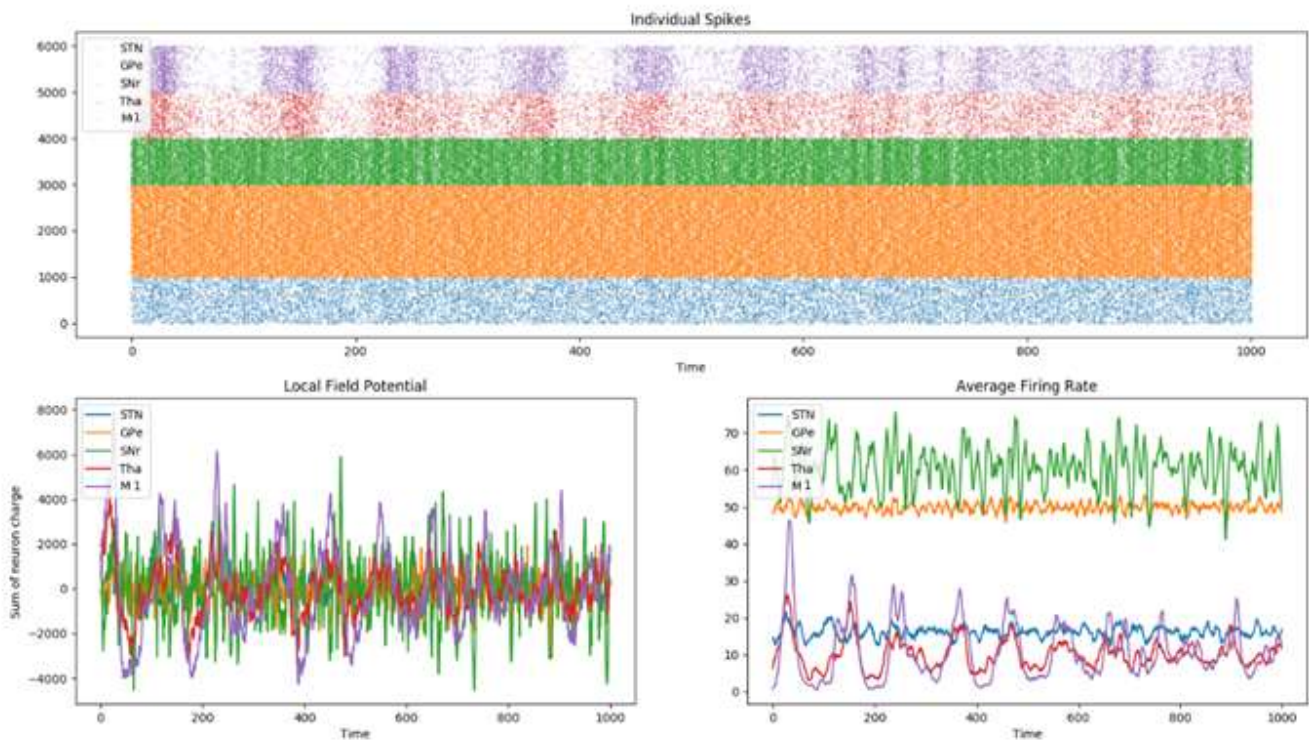 Individual Spikes
6000
5000
4000
3000
2000
1000
0
STN
GPe
SNr
Tha
M1
0 200 400 600 800 1000
Time
Local Field Potential
Sum of neuron charge
8000
6000
4000
2000
0
−2000
−4000
STN
GPe
SNr
Tha
M1
0 200 400 600 800 1000
Time
Average Firing Rate
70
60
50
40
30
20
10
0
STN
GPe
SNr
Tha
M1
0 200 400 600 800 1000
Time